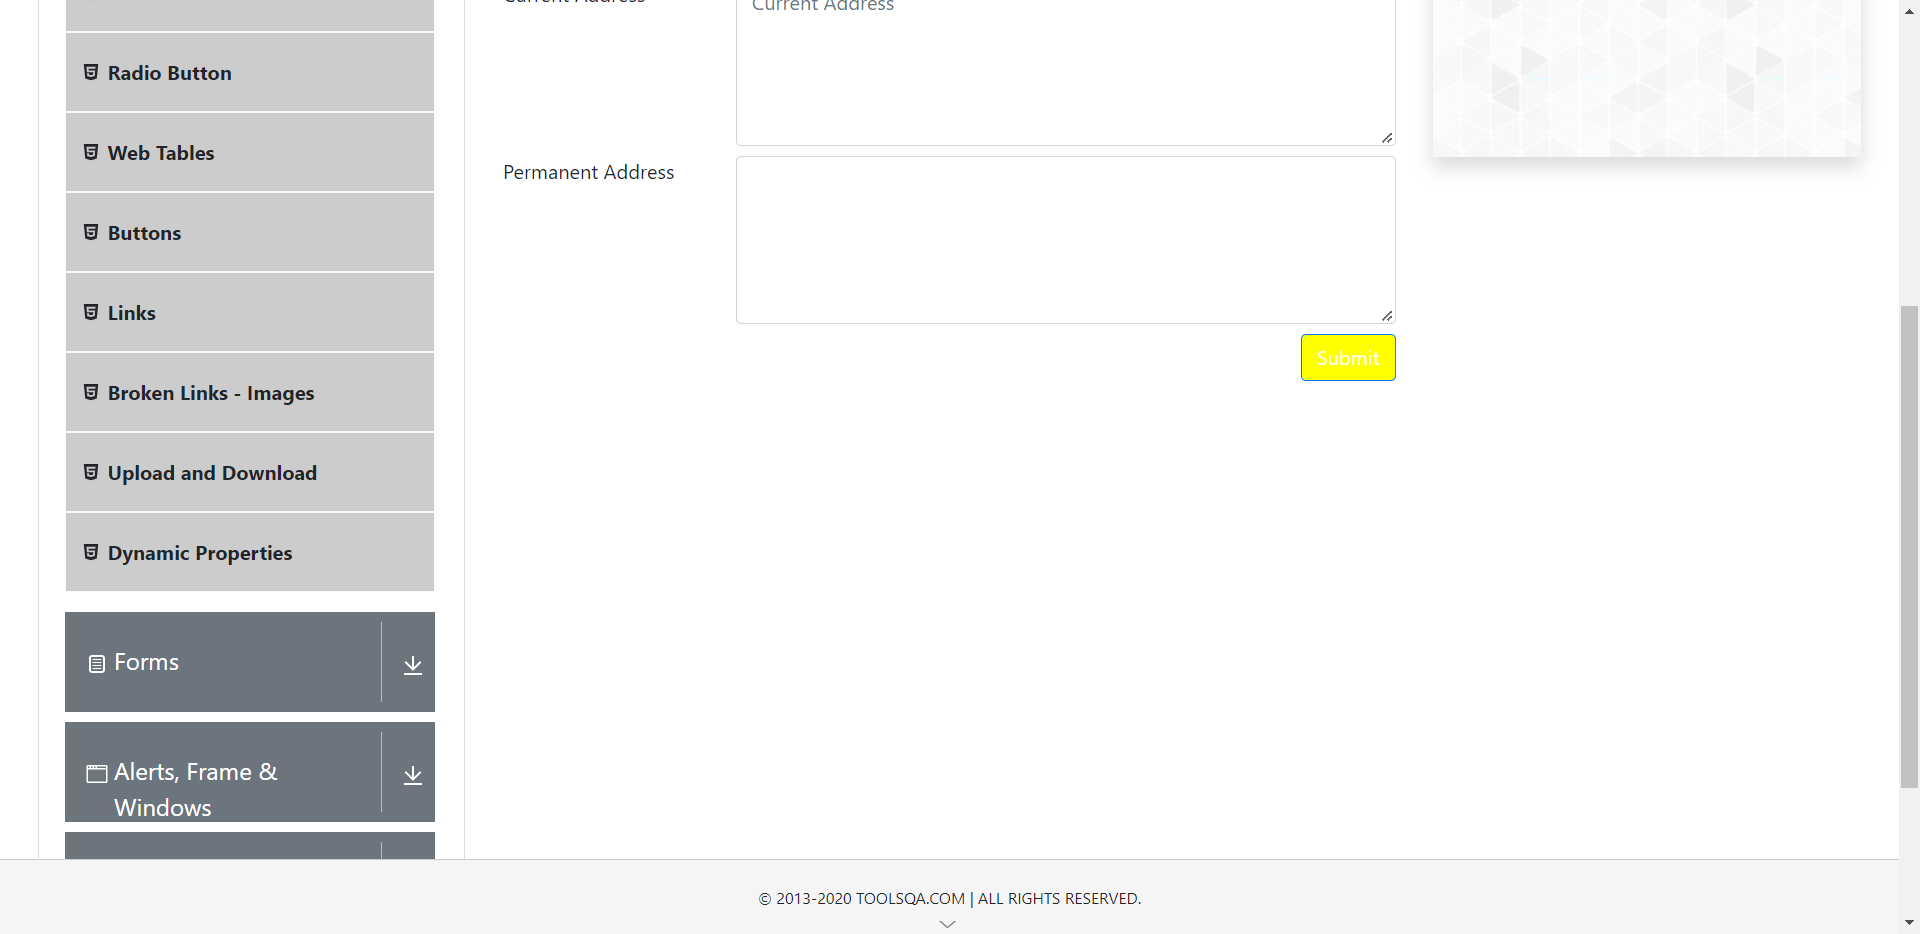 Current Address
Current Address
Radio Button
Web Tables
Permanent Address
Buttons
Links
Submit
Broken Links - Images
Upload and Download
Dynamic Properties
Forms
Alerts, Frame &
Windows
© 2013-2020 TOOLSQA.COM | ALL RIGHTS RESERVED.